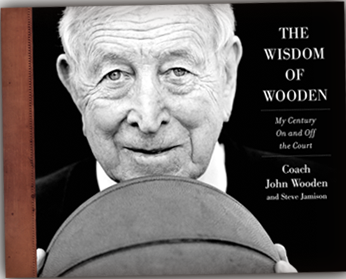 THE
WISDOM
OF
WOODEN
My Century
On and Off
the Court
Coach
John Wooden
and Steve Jamison